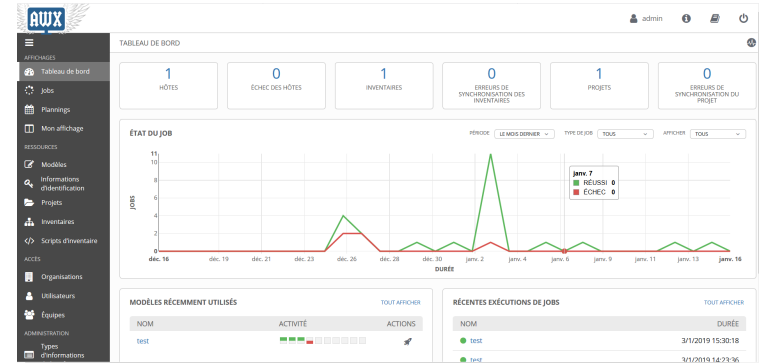 AWX
admin
AFFICHAGES
Tableau de bord
Jobs
Plannings
Mon affichage
RESSOURCES
Modèles
Informations
d'identification
Projets
Inventaires
Scripts d'inventaire
ACCÈS
Organisations
Utilisateurs
Équipes
ADMINISTRATION
Types
d'informations
TABLEAU DE BORD
1
HÔTES
0
ÉCHEC DES HÔTES
1
INVENTAIRES
0
ERREURS DE
SYNCHRONISATION DES
INVENTAIRES
1
PROJETS
0
ERREURS DE
SYNCHRONISATION DU
PROJET
ÉTAT DU JOB
PÉRIODE LE MOIS DERNIER TYPE DE JOB TOUS AFFICHER TOUS
11
10
8
6
4
2
0
JOBS
janv. 7
RÉUSSI 0
ÉCHEC 0
déc. 16 déc. 19 déc. 21 déc. 23 déc. 26 déc. 28 déc. 30 janv. 2 janv. 4 janv. 6 janv. 9 janv. 11 janv. 13 janv. 16
DURÉE
MODÈLES RÉCEMMENT UTILISÉS TOUT AFFICHER
NOM ACTIVITÉ ACTIONS
test
RÉCENTES EXÉCUTIONS DE JOBS TOUT AFFICHER
NOM DURÉE
test 3/1/2019 15:30:18
test 3/1/2019 14:23:36